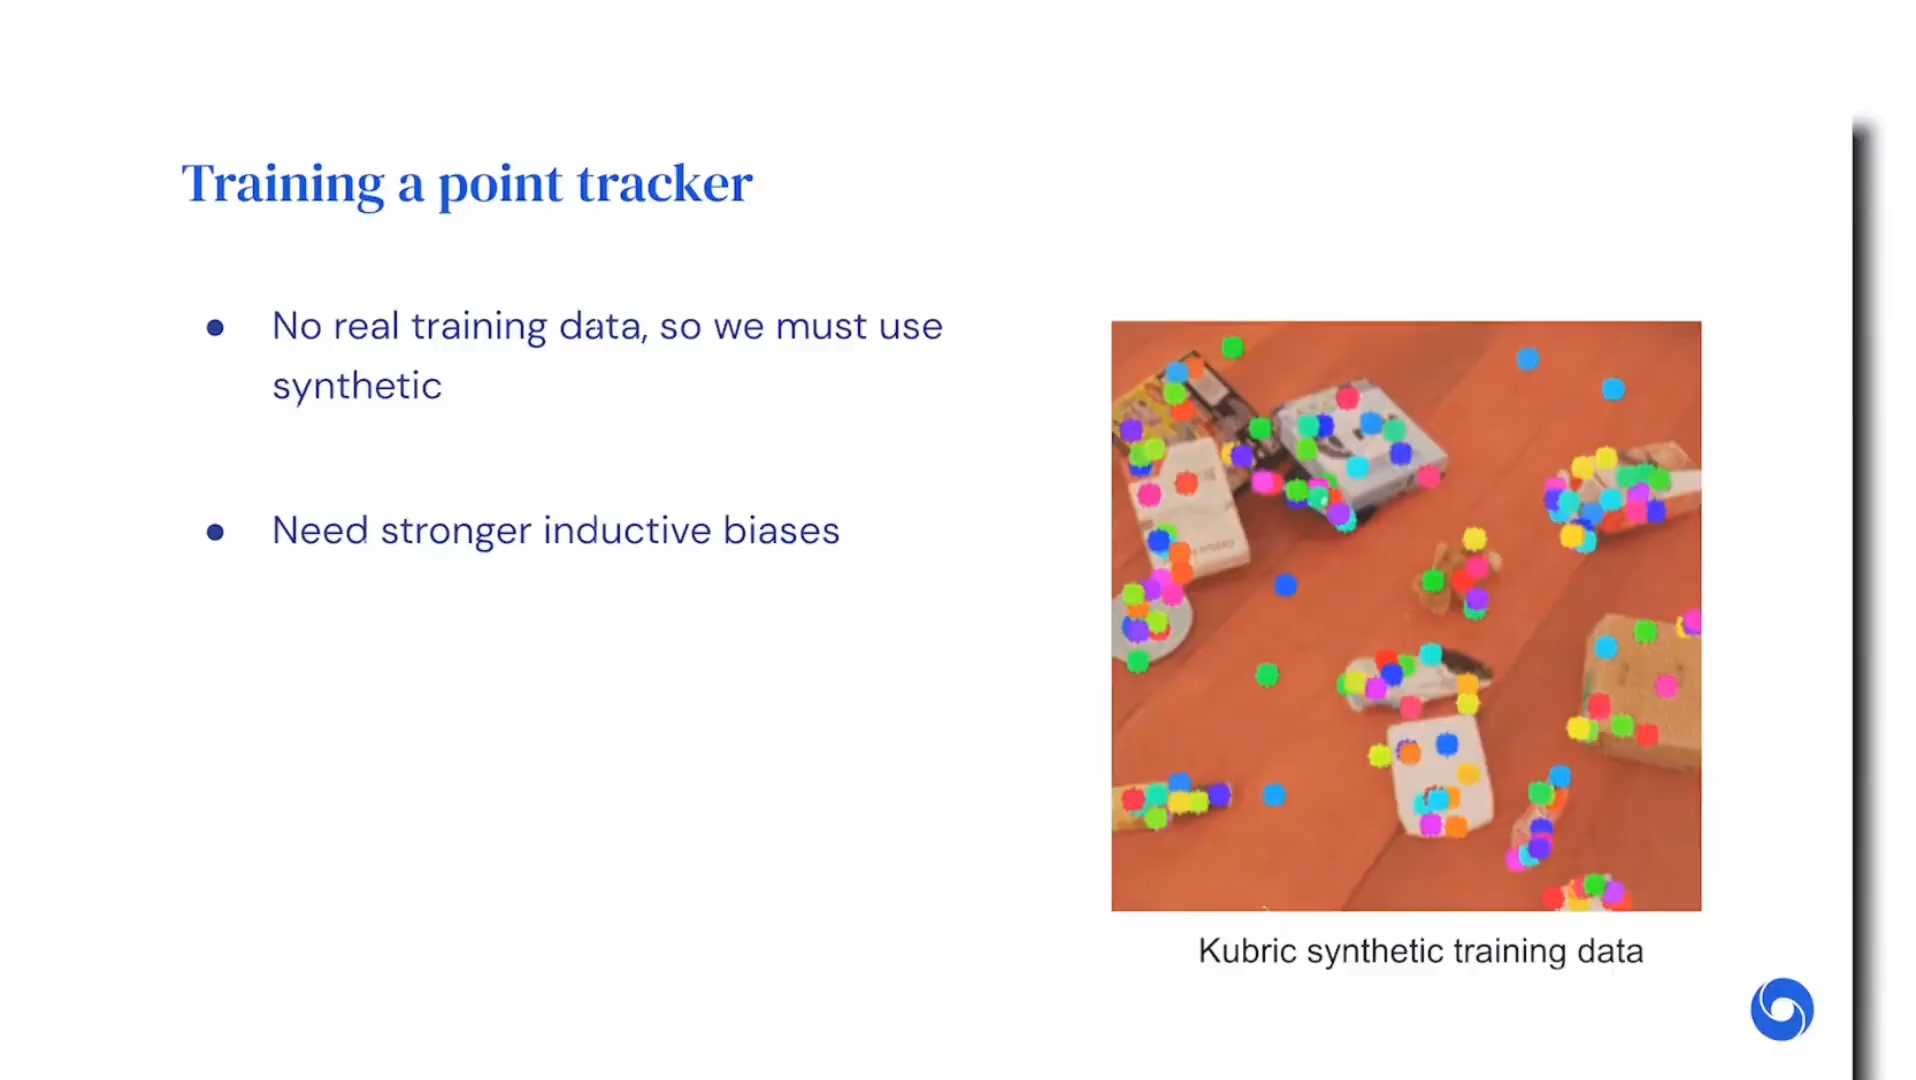 Training a point tracker
● No real training data, so we must use
synthetic
● Need stronger inductive biases
Kubric synthetic training data